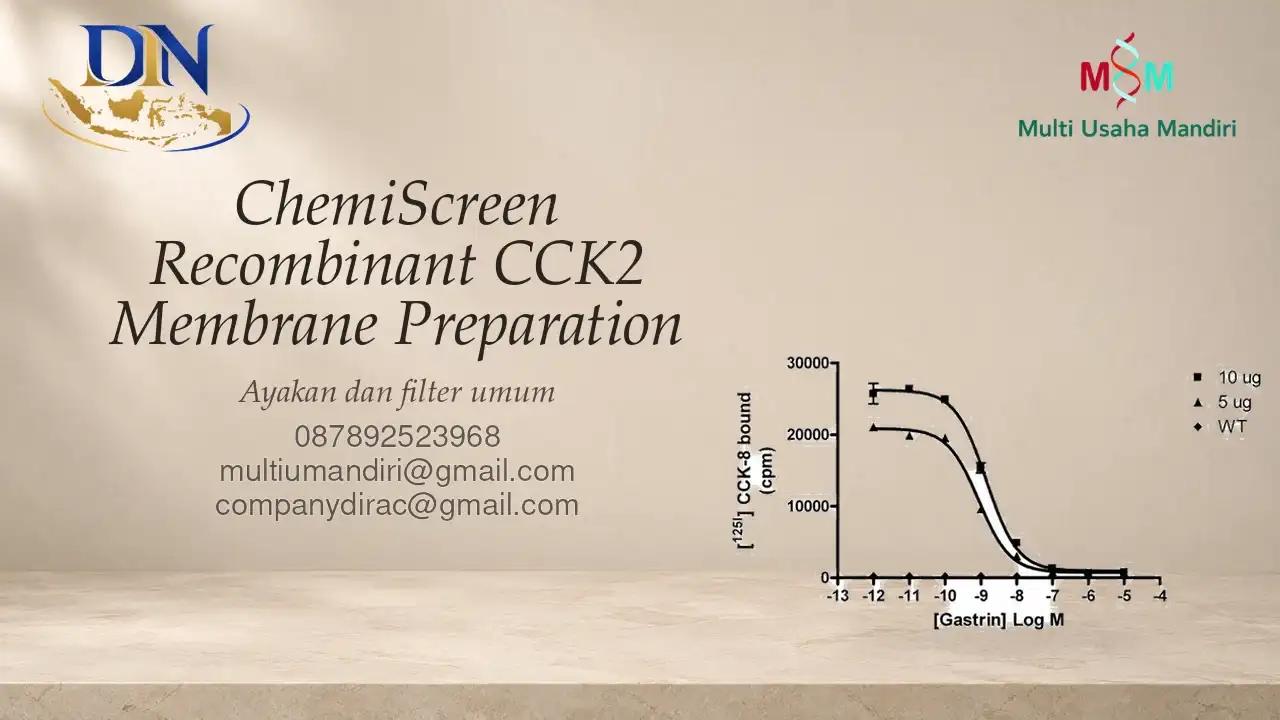 DIN
M M
Multi Usaha Mandiri
ChemiScreen
Recombinant CCK2
Membrane Preparation
Ayakan dan filter umum
087892523968
multiumandiri@gmail.com
companydirac@gmail.com
[125I] CCK-8 bound
(cpm)
30000
20000
10000
0
-13 -12 -11 -10 -9 -8 -7 -6 -5 -4
[Gastrin] Log M
10 ug
5 ug
WT